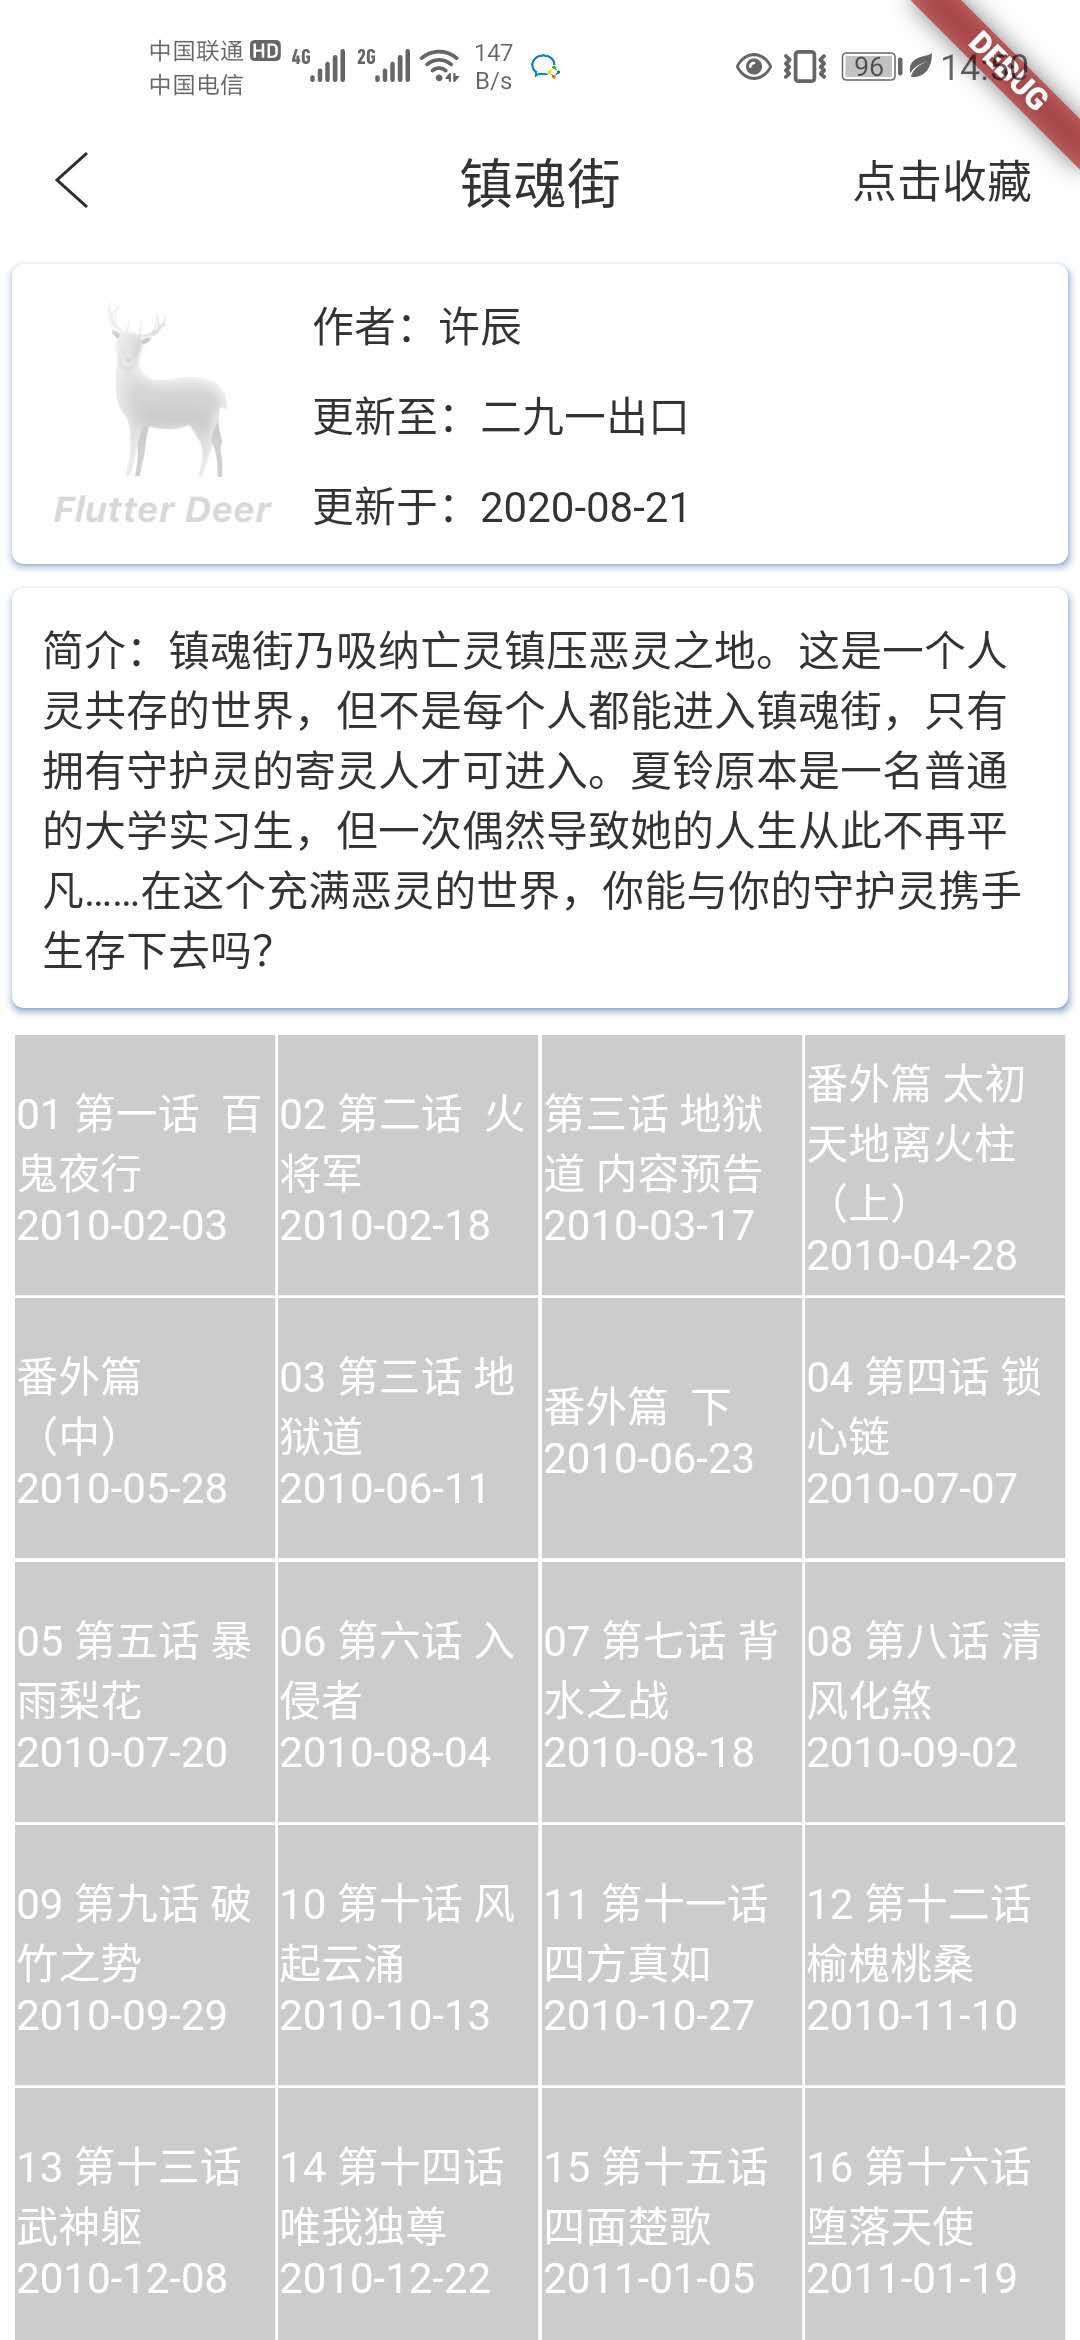 中国联通 HD 4G 2G 147 96 14:50
中国电信 B/s
DEBUG
镇魂街 点击收藏
作者：许辰
更新至：二九一出口
Flutter Deer
更新于：2020-08-21
简介：镇魂街乃吸纳亡灵镇压恶灵之地。这是一个人
灵共存的世界，但不是每个人都能进入镇魂街，只有
拥有守护灵的寄灵人才可进入。夏铃原本是一名普通
的大学实习生，但一次偶然导致她的人生从此不再平
凡……在这个充满恶灵的世界，你能与你的守护灵携手
生存下去吗？
01 第一话 百
鬼夜行
2010-02-03
02 第二话 火
将军
2010-02-18
第三话 地狱
道 内容预告
2010-03-17
番外篇 太初
天地离火柱
（上）
2010-04-28
番外篇
（中）
2010-05-28
03 第三话 地
狱道
2010-06-11
番外篇 下
2010-06-23
04 第四话 锁
心链
2010-07-07
05 第五话 暴
雨梨花
2010-07-20
06 第六话 入
侵者
2010-08-04
07 第七话 背
水之战
2010-08-18
08 第八话 清
风化煞
2010-09-02
09 第九话 破
竹之势
2010-09-29
10 第十话 风
起云涌
2010-10-13
11 第十一话
四方真如
2010-10-27
12 第十二话
榆槐桃桑
2010-11-10
13 第十三话
武神躯
2010-12-08
14 第十四话
唯我独尊
2010-12-22
15 第十五话
四面楚歌
2011-01-05
16 第十六话
堕落天使
2011-01-19